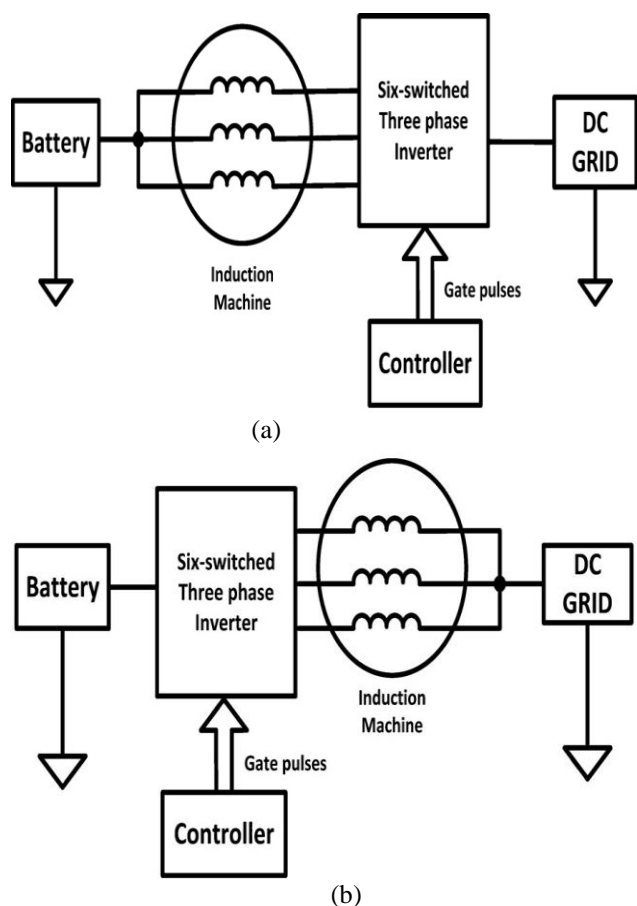 Six-switched
Three phase
Inverter
Battery
DC
GRID
Induction
Machine
Gate pulses
Controller
(a)
Six-switched
Three phase
Inverter
Battery
DC
GRID
Induction
Machine
Gate pulses
Controller
(b)